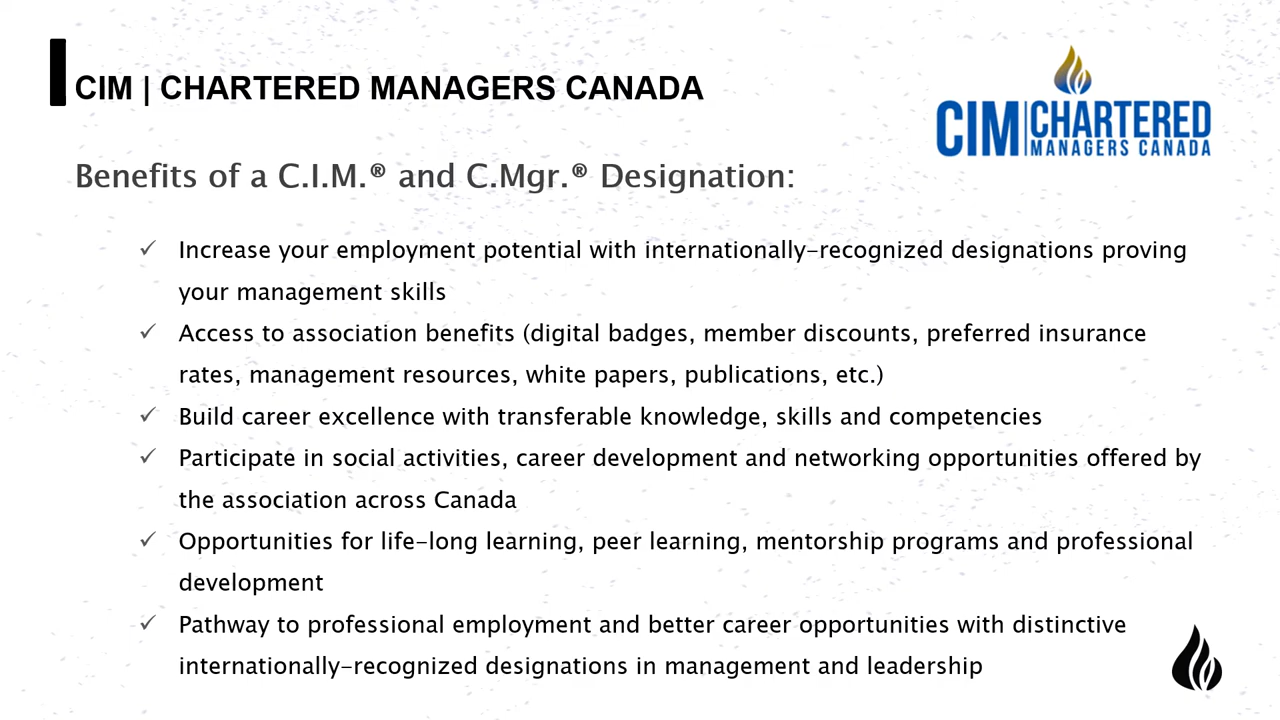 CIM | CHARTERED MANAGERS CANADA
CIM | CHARTERED
MANAGERS CANADA
Benefits of a C.I.M.® and C.Mgr.® Designation:
✓ Increase your employment potential with internationally-recognized designations proving
your management skills
✓ Access to association benefits (digital badges, member discounts, preferred insurance
rates, management resources, white papers, publications, etc.)
✓ Build career excellence with transferable knowledge, skills and competencies
✓ Participate in social activities, career development and networking opportunities offered by
the association across Canada
✓ Opportunities for life-long learning, peer learning, mentorship programs and professional
development
✓ Pathway to professional employment and better career opportunities with distinctive
internationally-recognized designations in management and leadership